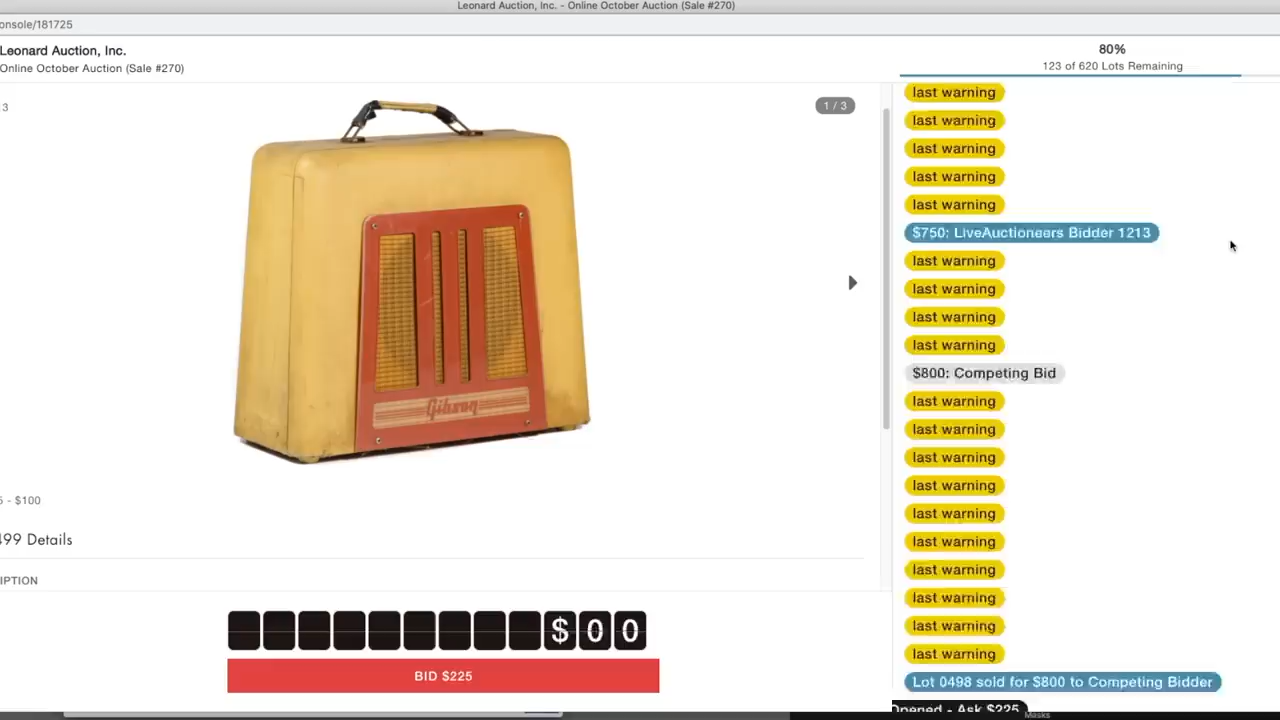 Leonard Auction, Inc. - Online October Auction (Sale #270)
onsole/181725
Leonard Auction, Inc.
Online October Auction (Sale #270)
80%
123 of 620 Lots Remaining
3
1 / 3
Gibson
5 - $100
499 Details
IPTION
$00
BID $225
last warning
last warning
last warning
last warning
last warning
$750: LiveAuctioneers Bidder 1213
last warning
last warning
last warning
last warning
$800: Competing Bid
last warning
last warning
last warning
last warning
last warning
last warning
last warning
last warning
last warning
last warning
Lot 0498 sold for $800 to Competing Bidder
Opened - Ask $225
Masks